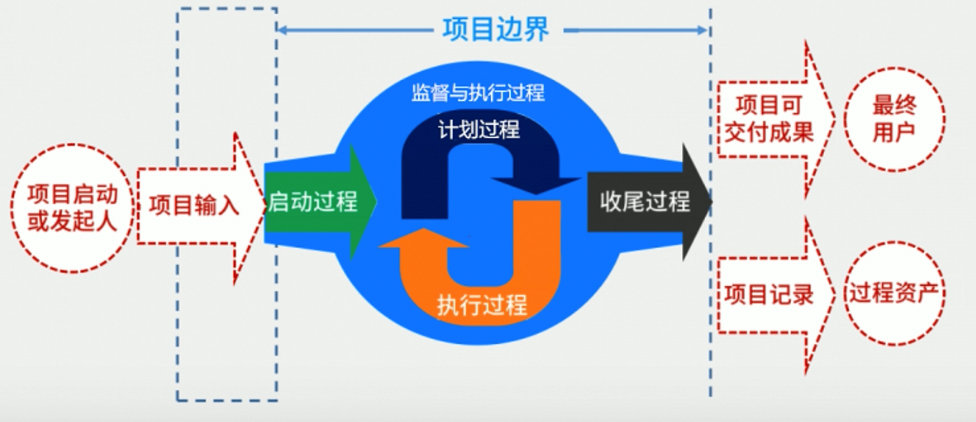 项目边界
监督与执行过程
计划过程
项目启动
或发起人
项目输入
启动过程
执行过程
收尾过程
项目可
交付成果
最终
用户
项目记录
过程资产